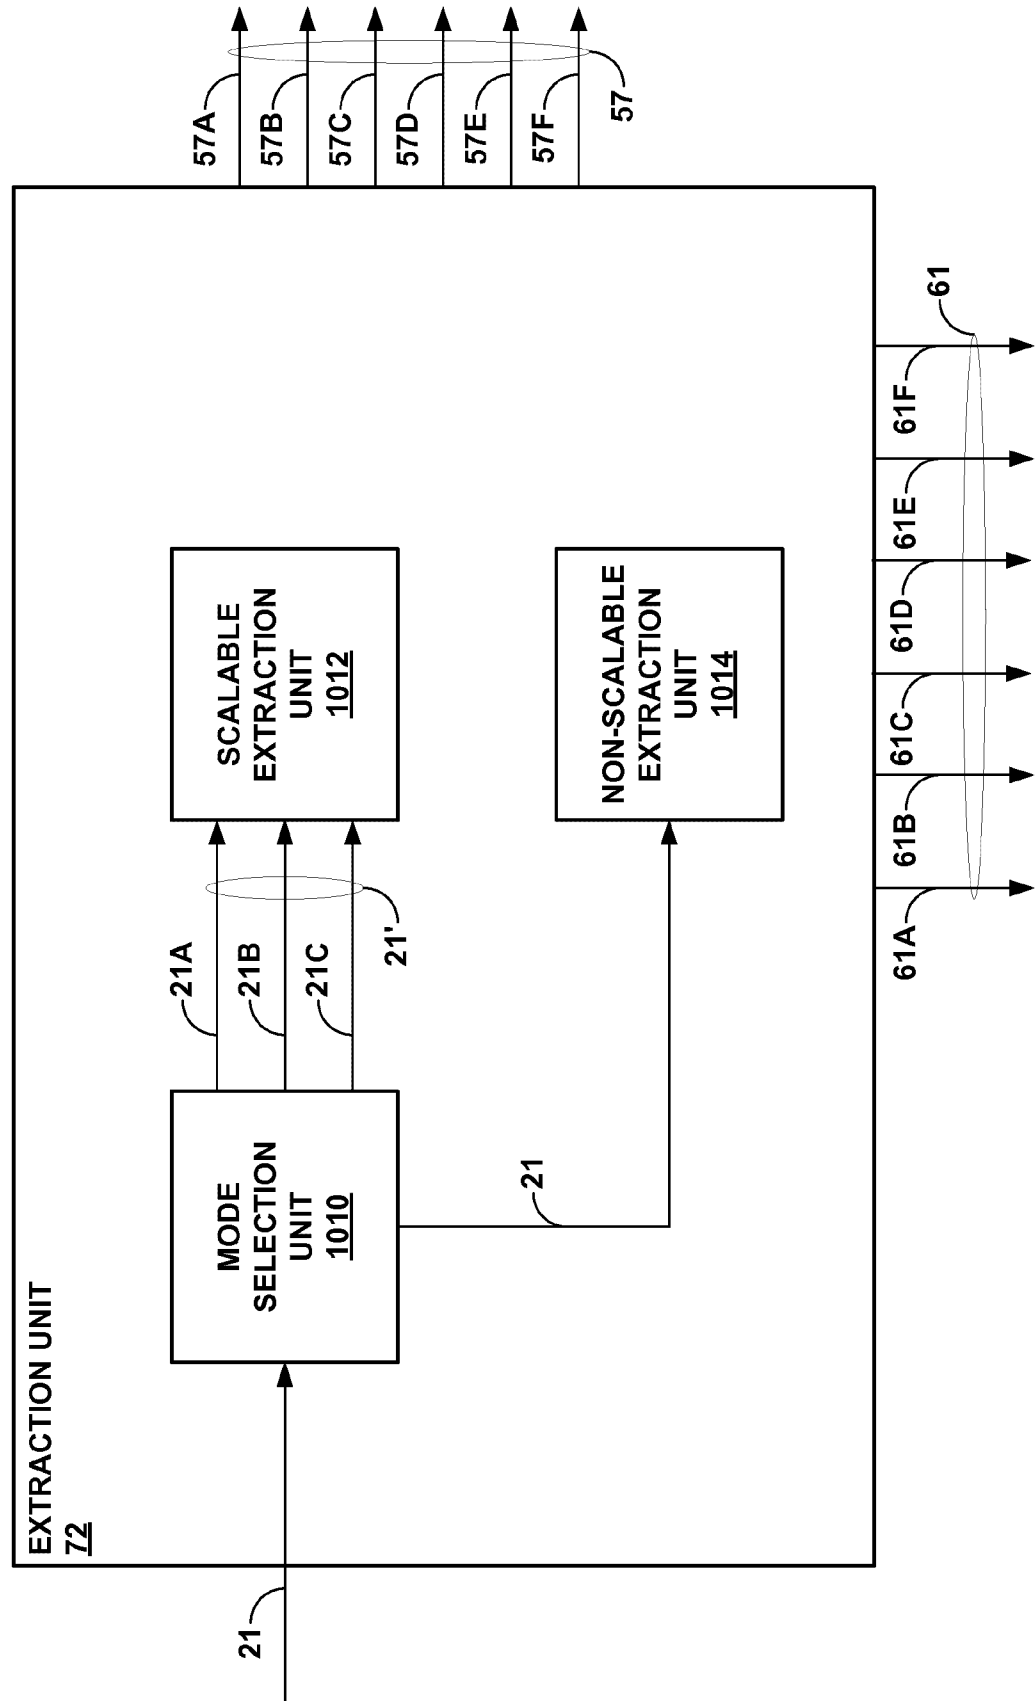 EXTRACTION UNIT
72
21
MODE
SELECTION
UNIT
1010
21A
21B
21C
21'
SCALABLE
EXTRACTION
UNIT
1012
21
NON-SCALABLE
EXTRACTION
UNIT
1014
57A
57B
57C
57D
57E
57F
57
61A
61B
61C
61D
61E
61F
61